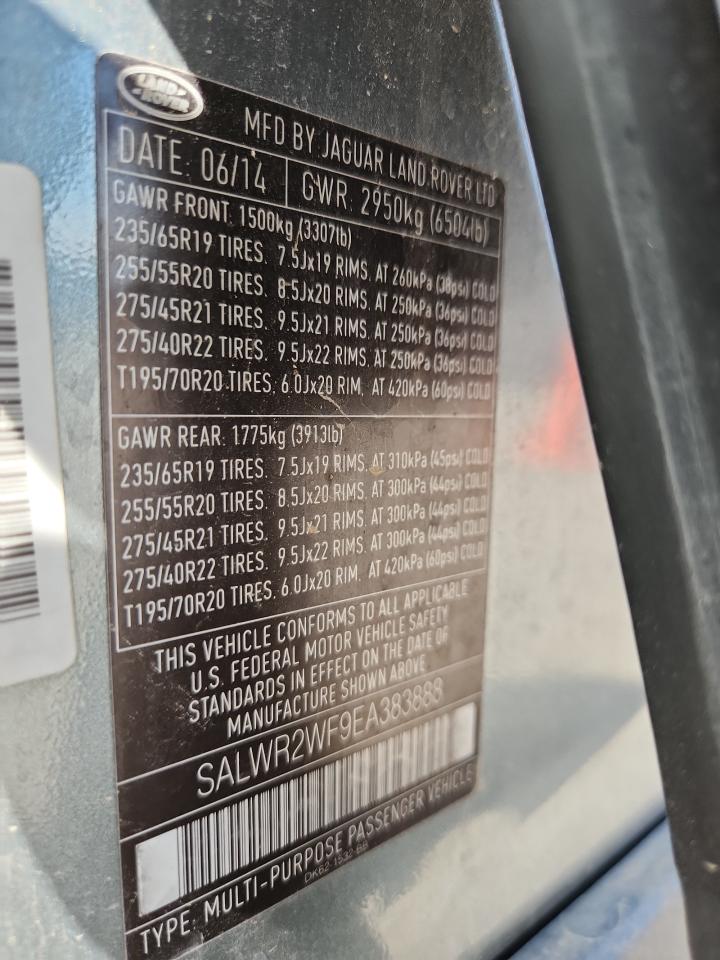 LAND
ROVER
MFD BY JAGUAR LAND ROVER LTD
DATE: 06/14 GWR: 2950kg (6504lb)
GAWR FRONT: 1500kg (3307lb)
235/65R19 TIRES, 7.5Jx19 RIMS, AT 260kPa (38psi) COLD
255/55R20 TIRES, 8.5Jx20 RIMS, AT 250kPa (36psi) COLD
275/45R21 TIRES, 9.5Jx21 RIMS, AT 250kPa (36psi) COLD
275/40R22 TIRES, 9.5Jx22 RIMS, AT 250kPa (36psi) COLD
T195/70R20 TIRES, 6.0Jx20 RIM, AT 420kPa (60psi) COLD
GAWR REAR: 1775kg (3913lb)
235/65R19 TIRES, 7.5Jx19 RIMS, AT 310kPa (45psi) COLD
255/55R20 TIRES, 8.5Jx20 RIMS, AT 300kPa (44psi) COLD
275/45R21 TIRES, 9.5Jx21 RIMS, AT 300kPa (44psi) COLD
275/40R22 TIRES, 9.5Jx22 RIMS, AT 300kPa (44psi) COLD
T195/70R20 TIRES, 6.0Jx20 RIM, AT 420kPa (60psi) COLD
THIS VEHICLE CONFORMS TO ALL APPLICABLE
U.S. FEDERAL MOTOR VEHICLE SAFETY
STANDARDS IN EFFECT ON THE DATE OF
MANUFACTURE SHOWN ABOVE
SALWR2WF9EA383888
TYPE: MULTI-PURPOSE PASSENGER VEHICLE
DK62-1532-BB